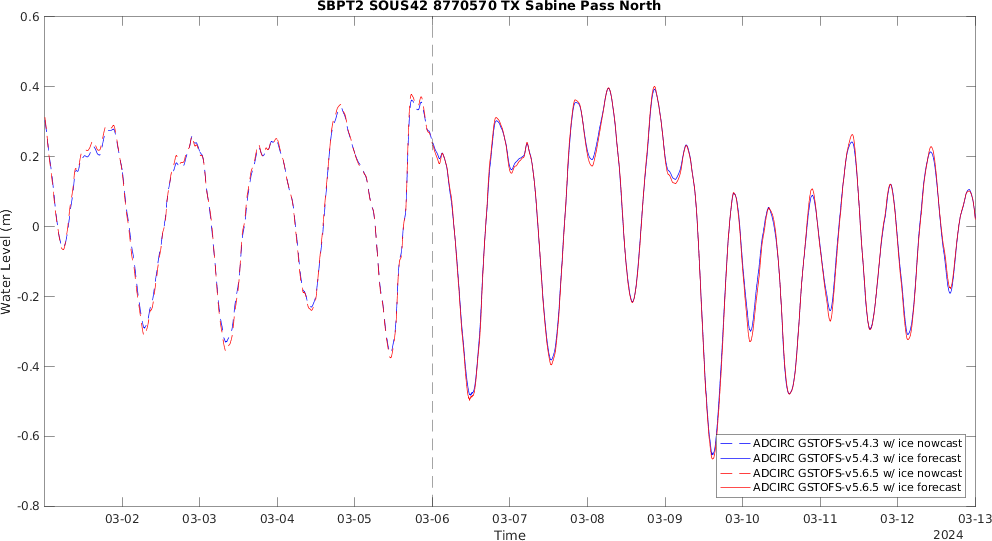 SBPT2 SOUS42 8770570 TX Sabine Pass North
Water Level (m)
0.6
0.4
0.2
0
-0.2
-0.4
-0.6
-0.8
ADCIRC GSTOFS-v5.4.3 w/ ice nowcast
ADCIRC GSTOFS-v5.4.3 w/ ice forecast
ADCIRC GSTOFS-v5.6.5 w/ ice nowcast
ADCIRC GSTOFS-v5.6.5 w/ ice forecast
03-02 03-03 03-04 03-05 03-06 03-07 03-08 03-09 03-10 03-11 03-12 03-13
Time
2024